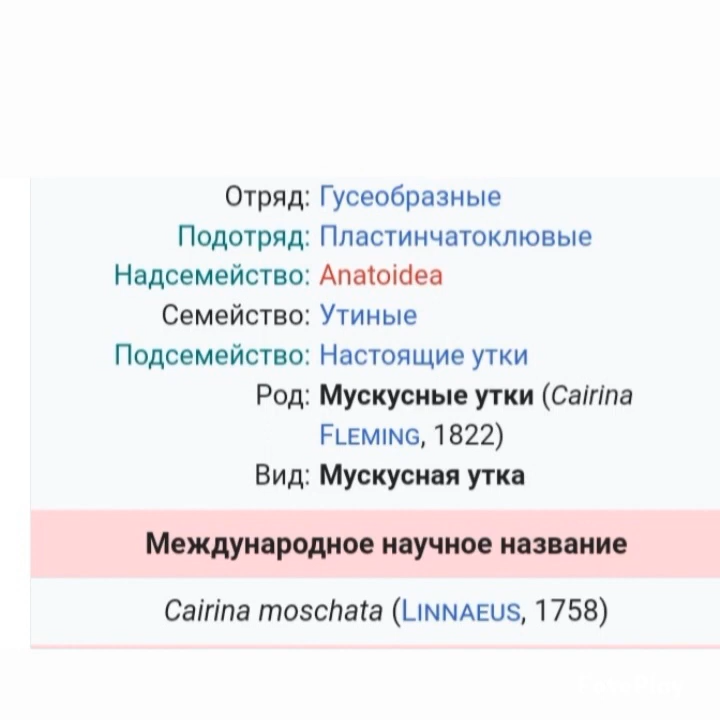 Отряд: Гусеобразные
Подотряд: Пластинчатоклювые
Надсемейство: Anatoidea
Семейство: Утиные
Подсемейство: Настоящие утки
Род: Мускусные утки (Cairina
FLEMING, 1822)
Вид: Мускусная утка
Международное научное название
Cairina moschata (LINNAEUS, 1758)